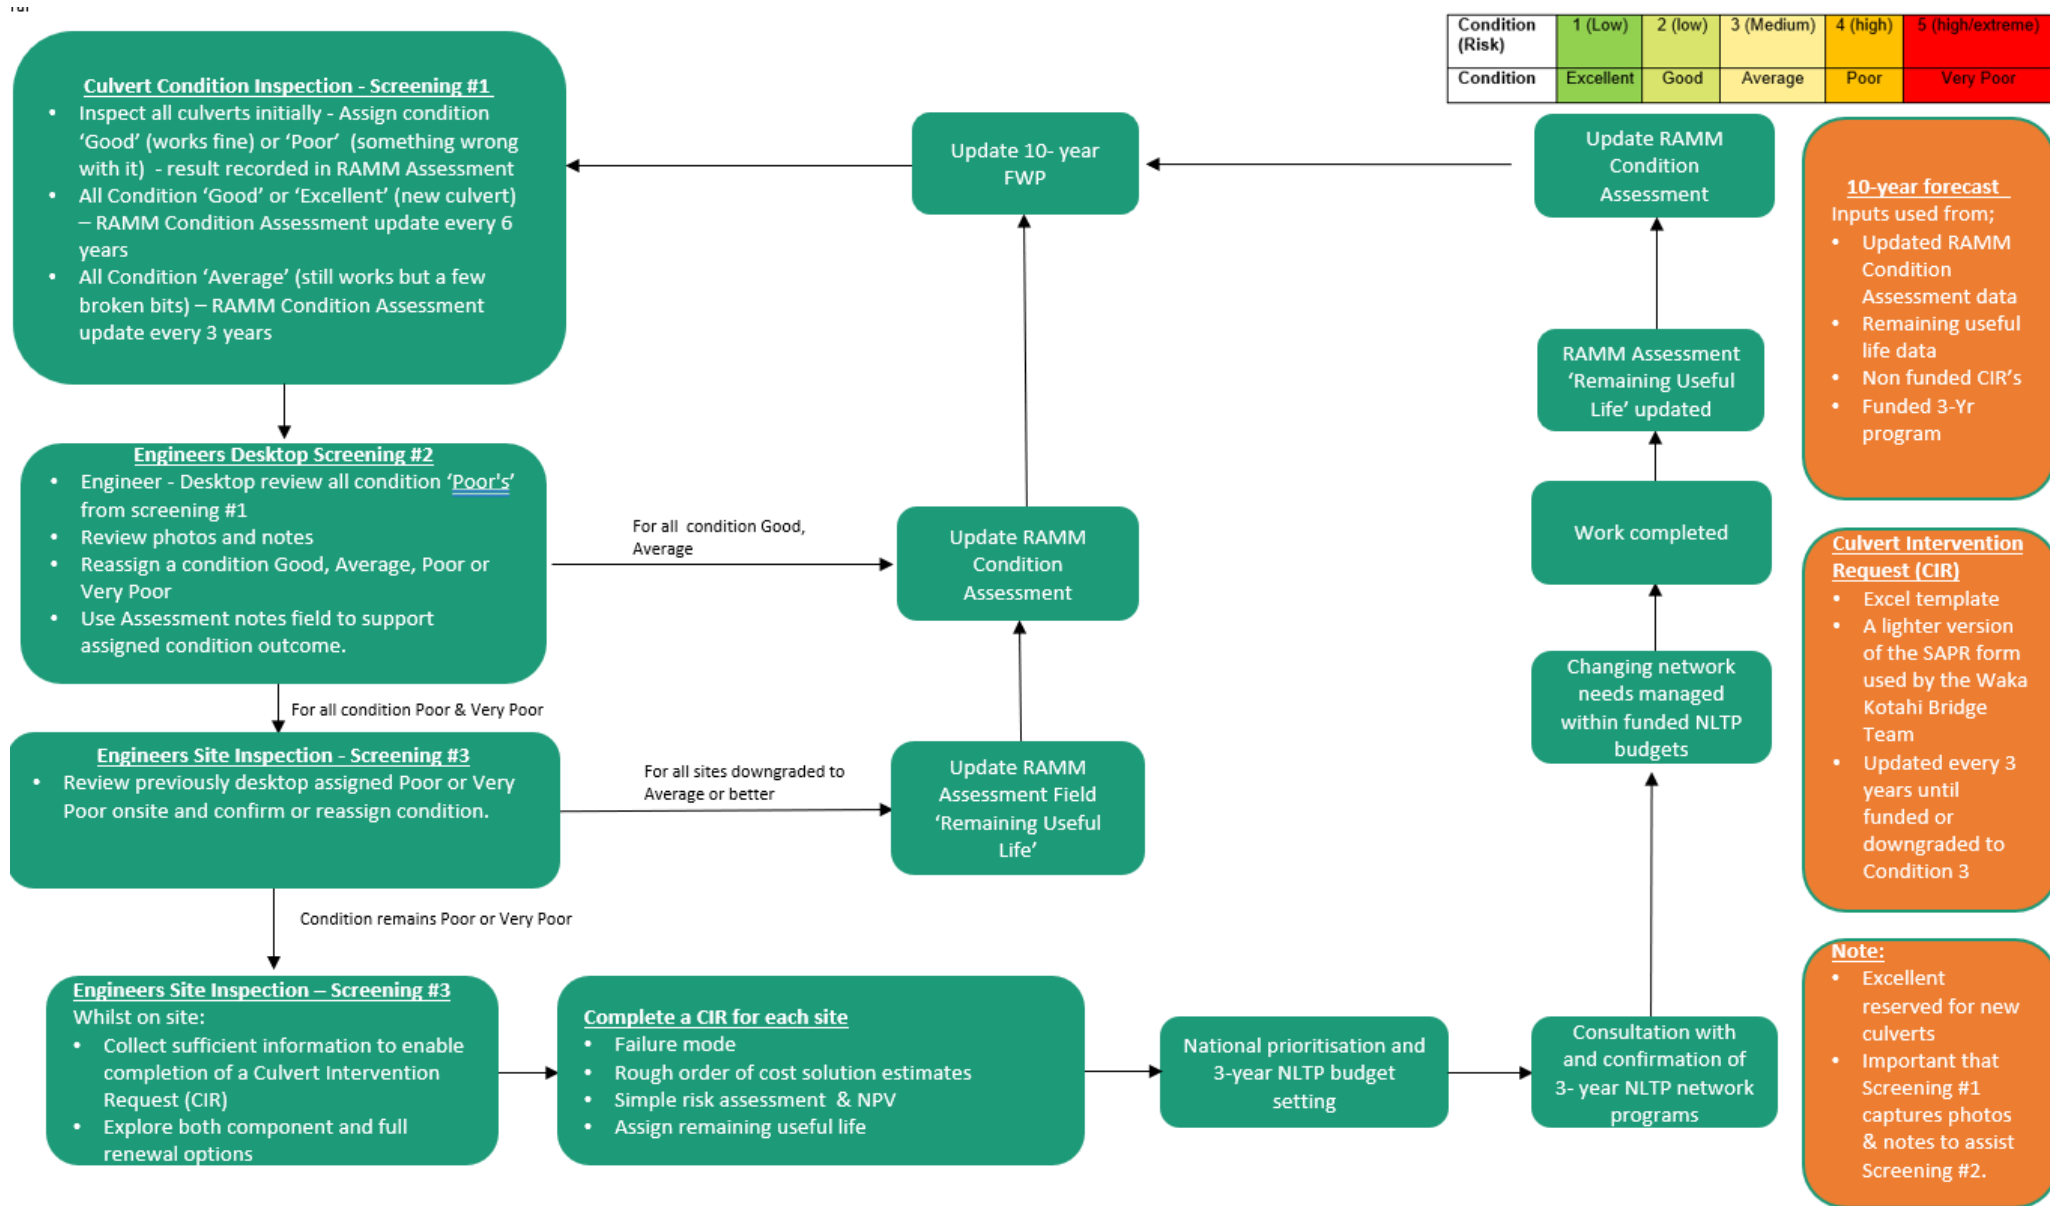 Condition (Risk) 1 (Low) 2 (low) 3 (Medium) 4 (high) 5 (high/extreme)
Condition Excellent Good Average Poor Very Poor
Culvert Condition Inspection - Screening #1
• Inspect all culverts initially - Assign condition
‘Good’ (works fine) or ‘Poor’ (something wrong
with it) - result recorded in RAMM Assessment
• All Condition ‘Good’ or ‘Excellent’ (new culvert)
– RAMM Condition Assessment update every 6
years
• All Condition ‘Average’ (still works but a few
broken bits) – RAMM Condition Assessment
update every 3 years
Update 10- year
FWP
Update RAMM
Condition
Assessment
10-year forecast
Inputs used from;
• Updated RAMM
Condition
Assessment data
• Remaining useful
life data
• Non funded CIR's
• Funded 3-Yr
program
RAMM Assessment
‘Remaining Useful
Life’ updated
Engineers Desktop Screening #2
• Engineer - Desktop review all condition ‘Poor's’
from screening #1
• Review photos and notes
• Reassign a condition Good, Average, Poor or
Very Poor
• Use Assessment notes field to support
assigned condition outcome.
For all condition Good,
Average
Update RAMM
Condition
Assessment
Work completed
Culvert Intervention
Request (CIR)
• Excel template
• A lighter version
of the SAPR form
used by the Waka
Kotahi Bridge
Team
• Updated every 3
years until
funded or
downgraded to
Condition 3
For all condition Poor & Very Poor
Engineers Site Inspection - Screening #3
• Review previously desktop assigned Poor or Very
Poor onsite and confirm or reassign condition.
For all sites downgraded to
Average or better
Update RAMM
Assessment Field
‘Remaining Useful
Life’
Changing network
needs managed
within funded NLTP
budgets
Condition remains Poor or Very Poor
Engineers Site Inspection – Screening #3
Whilst on site:
• Collect sufficient information to enable
completion of a Culvert Intervention
Request (CIR)
• Explore both component and full
renewal options
Complete a CIR for each site
• Failure mode
• Rough order of cost solution estimates
• Simple risk assessment & NPV
• Assign remaining useful life
National prioritisation and
3-year NLTP budget
setting
Consultation with
and confirmation of
3- year NLTP network
programs
Note:
• Excellent
reserved for new
culverts
• Important that
Screening #1
captures photos
& notes to assist
Screening #2.